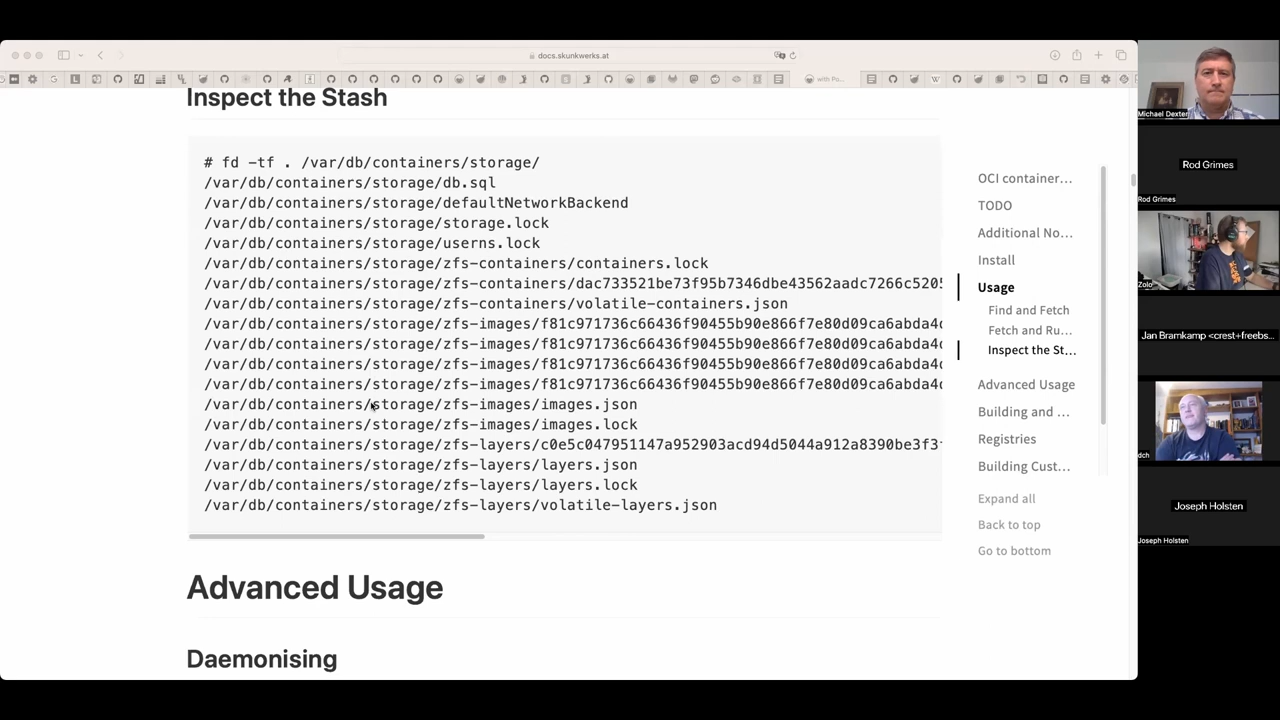 docs.skunkwerks.at
with Po...
Inspect the Stash
# fd -tf . /var/db/containers/storage/
/var/db/containers/storage/db.sql
/var/db/containers/storage/defaultNetworkBackend
/var/db/containers/storage/storage.lock
/var/db/containers/storage/userns.lock
/var/db/containers/storage/zfs-containers/containers.lock
/var/db/containers/storage/zfs-containers/dac733521be73f95b7346dbe43562aadc7266c5205
/var/db/containers/storage/zfs-containers/volatile-containers.json
/var/db/containers/storage/zfs-images/f81c971736c66436f90455b90e866f7e80d09ca6abda4d
/var/db/containers/storage/zfs-images/f81c971736c66436f90455b90e866f7e80d09ca6abda4d
/var/db/containers/storage/zfs-images/f81c971736c66436f90455b90e866f7e80d09ca6abda4d
/var/db/containers/storage/zfs-images/f81c971736c66436f90455b90e866f7e80d09ca6abda4d
/var/db/containers/storage/zfs-images/images.json
/var/db/containers/storage/zfs-images/images.lock
/var/db/containers/storage/zfs-layers/c0e5c047951147a952903acd94d5044a912a8390be3f3
/var/db/containers/storage/zfs-layers/layers.json
/var/db/containers/storage/zfs-layers/layers.lock
/var/db/containers/storage/zfs-layers/volatile-layers.json
Advanced Usage
Daemonising
OCI container...
TODO
Additional No...
Install
Usage
Find and Fetch
Fetch and Ru...
Inspect the St...
Advanced Usage
Building and ...
Registries
Building Cust...
Expand all
Back to top
Go to bottom
Michael Dexter
Rod Grimes
Rod Grimes
Zolo
Jan Bramkamp <crest+freebs...
dch
Joseph Holsten
Joseph Holsten